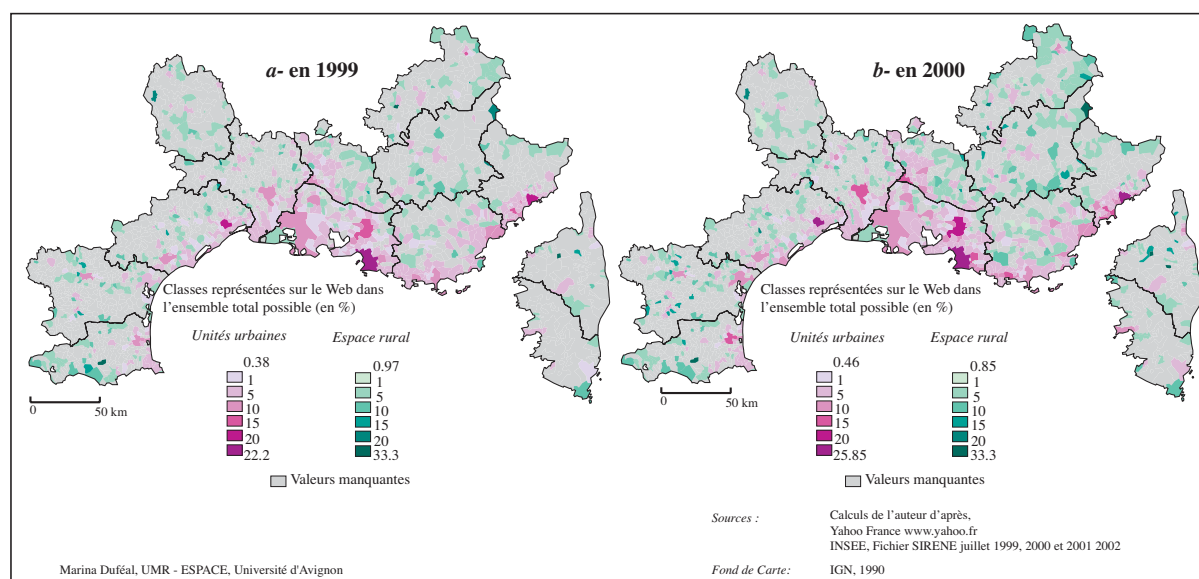 a- en 1999
b- en 2000
Classes représentées sur le Web dans
l'ensemble total possible (en %)
Unités urbaines
Espace rural
0.38
1
5
10
15
20
22.2
0.97
1
5
10
15
20
33.3
0
50 km
Valeurs manquantes
Classes représentées sur le Web dans
l'ensemble total possible (en %)
Unités urbaines
Espace rural
0.46
1
5
10
15
20
25.85
0.85
1
5
10
15
20
33.3
0
50 km
Valeurs manquantes
Sources :
Calculs de l'auteur d'après,
Yahoo France www.yahoo.fr
INSEE, Fichier SIRENE juillet 1999, 2000 et 2001 2002
Marina Duféal, UMR - ESPACE, Université d'Avignon
Fond de Carte: IGN, 1990